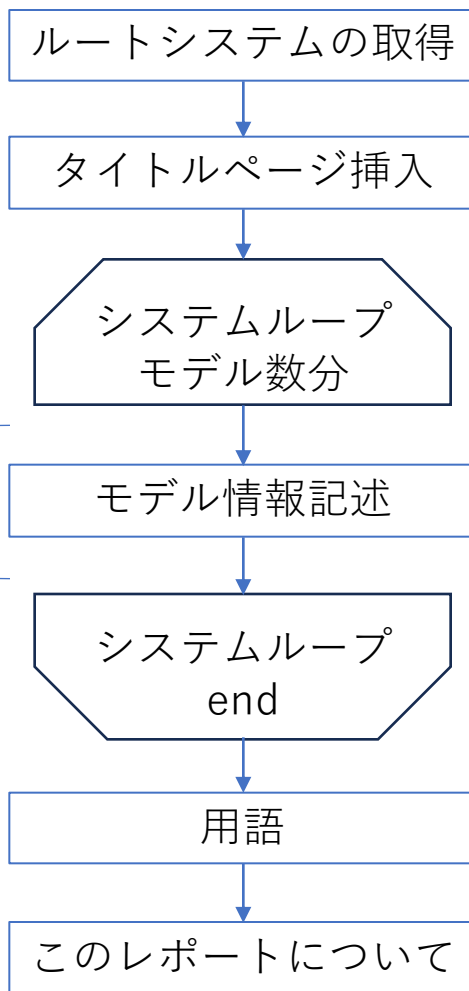 ルートシステムの取得
タイトルページ挿入
システムループ
モデル数分
モデル情報記述
システムループ
end
用語
このレポートについて